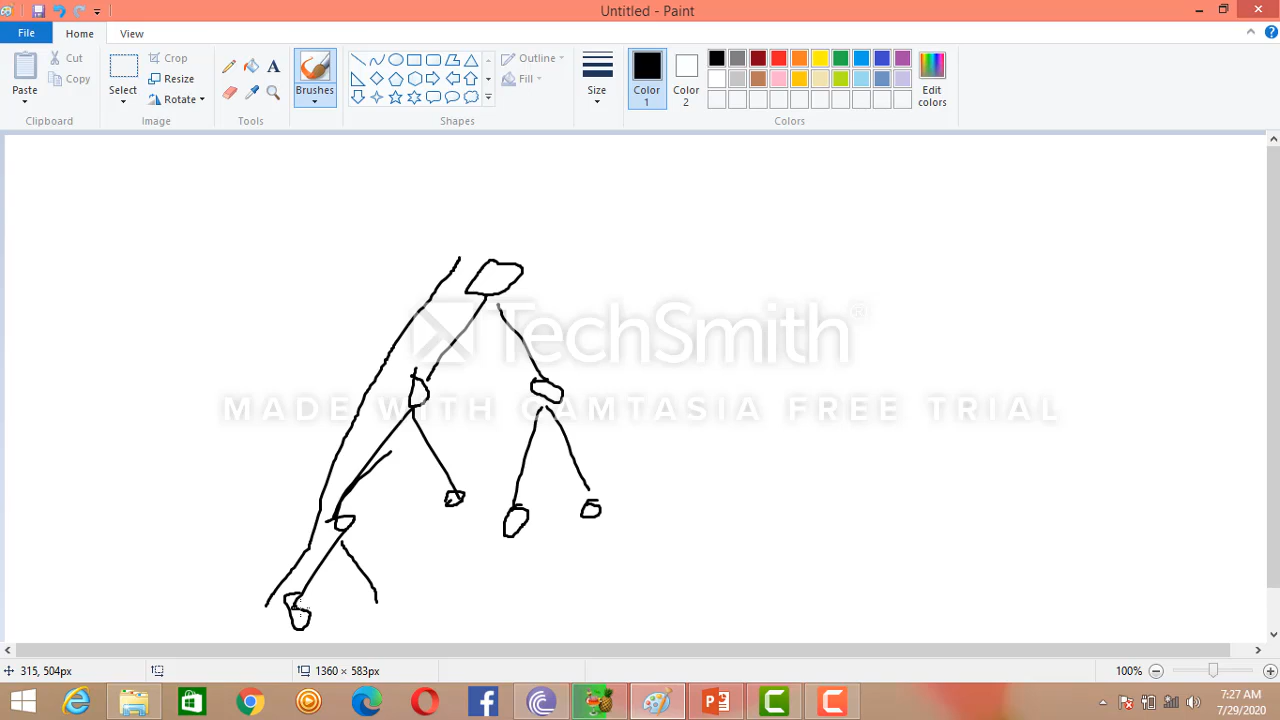 Untitled - Paint
File
Home
View
Paste
Cut
Copy
Clipboard
Select
Crop
Resize
Rotate
Image
A
Tools
Brushes
Outline
Fill
Shapes
Size
Color
1
Color
2
Edit
colors
Colors
TechSmith®
MADE WITH CAMTASIA FREE TRIAL
315, 504px
1360 × 583px
100%
7:27 AM
7/29/2020